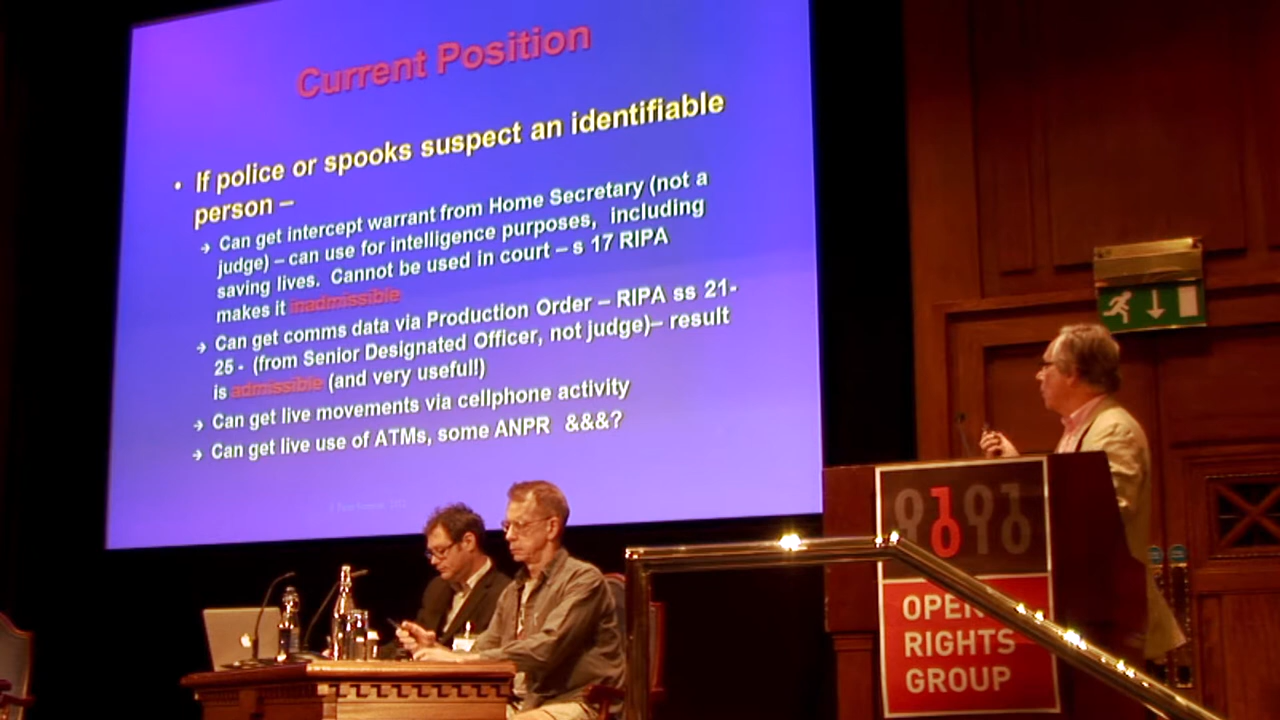 Current Position
• If police or spooks suspect an identifiable
person –
→ Can get intercept warrant from Home Secretary (not a
judge) – can use for intelligence purposes, including
saving lives. Cannot be used in court – s 17 RIPA
makes it inadmissible
→ Can get comms data via Production Order – RIPA ss 21-
25 - (from Senior Designated Officer, not judge)– result
is admissible (and very useful!)
→ Can get live movements via cellphone activity
→ Can get live use of ATMs, some ANPR &&&?
OPEN
RIGHTS
GROUP